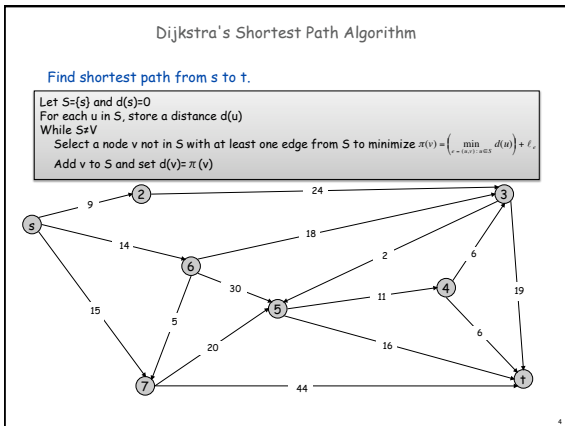 Dijkstra's Shortest Path Algorithm
Find shortest path from s to t.
Let S={s} and d(s)=0
For each u in S, store a distance d(u)
While S≠V
Select a node v not in S with at least one edge from S to minimize π(v) = (min e = (u,v) : u∈S d(u)) + ℓe
Add v to S and set d(v)= π (v)
2
24
3
9
s
18
14
6
2
6
30
4
5
11
19
15
5
6
20
16
7
44
t
4